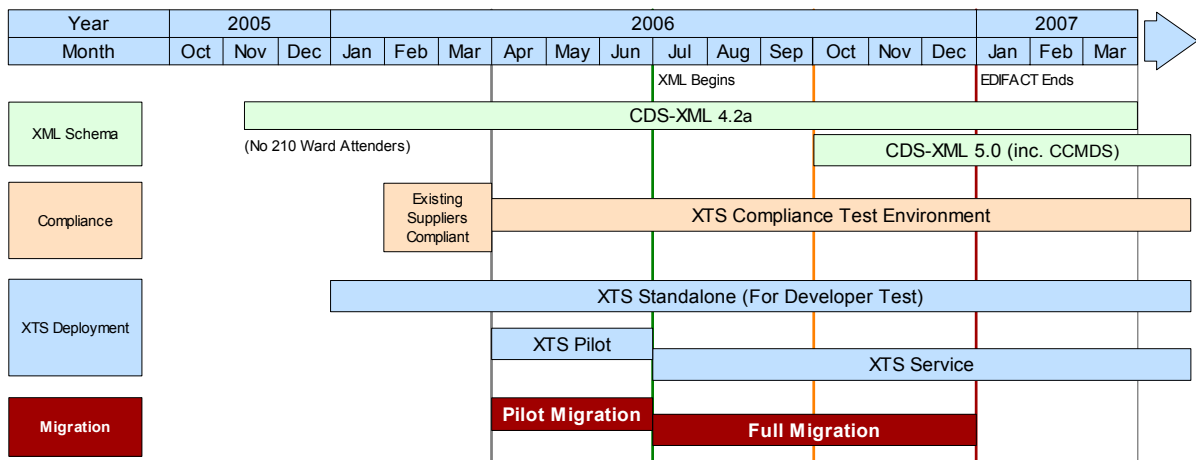 Year 2005 2006 2007
Month Oct Nov Dec Jan Feb Mar Apr May Jun Jul Aug Sep Oct Nov Dec Jan Feb Mar
XML Begins EDIFACT Ends
XML Schema
CDS-XML 4.2a
(No 210 Ward Attenders)
CDS-XML 5.0 (inc. CCMDS)
Compliance
Existing
Suppliers
Compliant
XTS Compliance Test Environment
XTS Deployment
XTS Standalone (For Developer Test)
XTS Pilot
XTS Service
Migration
Pilot Migration
Full Migration